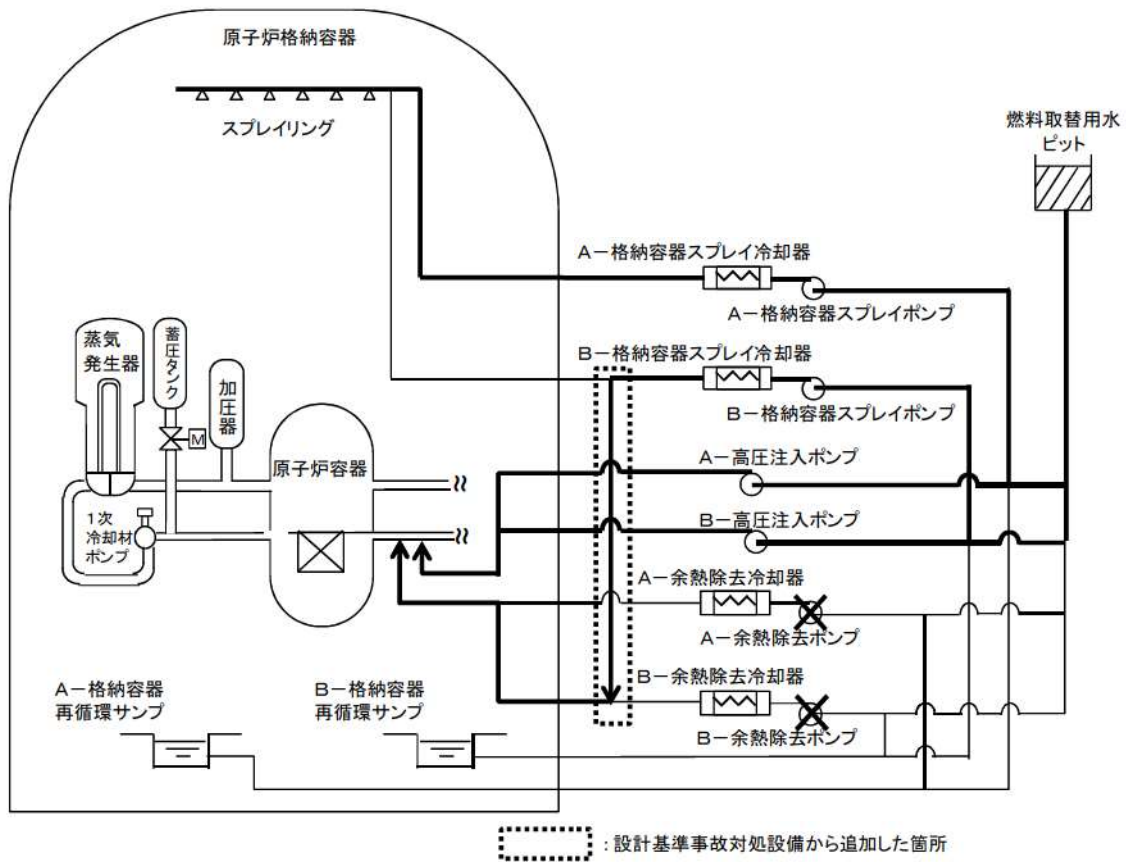 原子炉格納容器
スプレイリング
燃料取替用水
ピット
A－格納容器スプレイ冷却器
A－格納容器スプレイポンプ
B－格納容器スプレイ冷却器
B－格納容器スプレイポンプ
蒸気
発生器
蓄圧タンク
加圧器
M
原子炉容器
1次
冷却材
ポンプ
A－高圧注入ポンプ
B－高圧注入ポンプ
A－余熱除去冷却器
A－余熱除去ポンプ
B－余熱除去冷却器
B－余熱除去ポンプ
A－格納容器
再循環サンプ
B－格納容器
再循環サンプ
：設計基準事故対処設備から追加した箇所